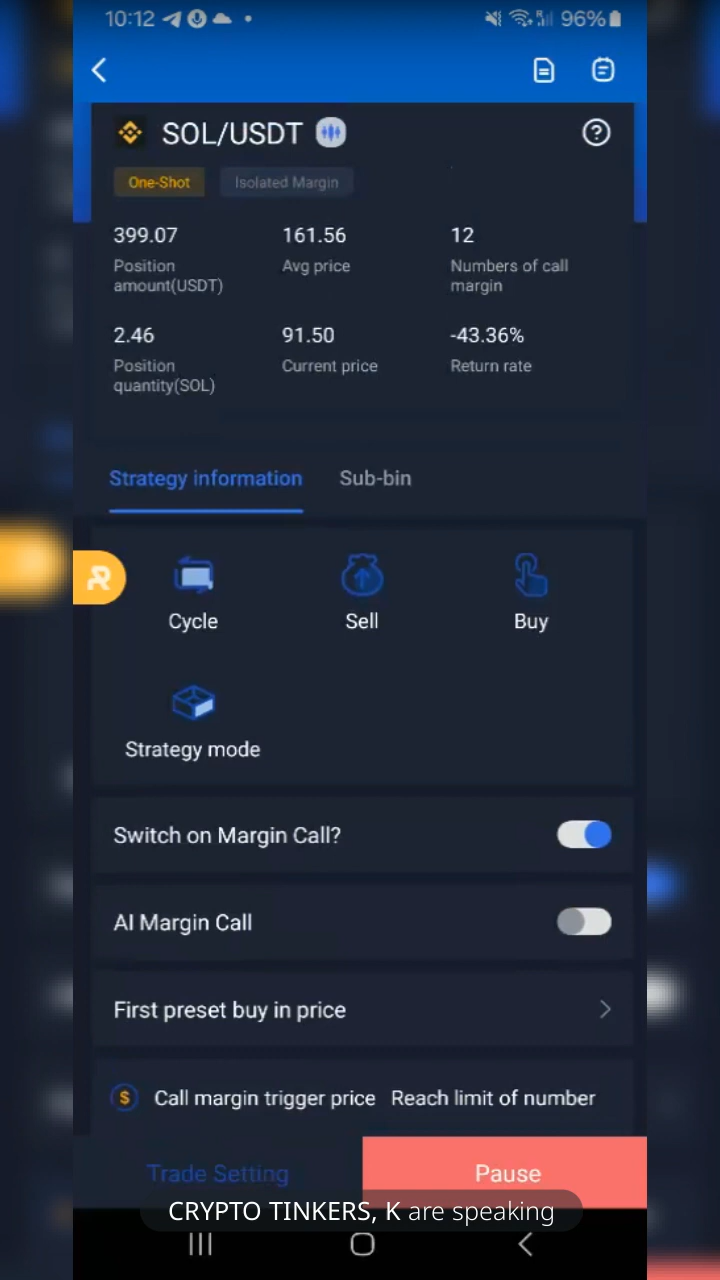 10:12 96%
SOL/USDT
One-Shot Isolated Margin
399.07 161.56 12
Position amount(USDT) Avg price Numbers of call margin
2.46 91.50 -43.36%
Position quantity(SOL) Current price Return rate
Strategy information Sub-bin
Cycle Sell Buy
Strategy mode
Switch on Margin Call?
AI Margin Call
First preset buy in price
Call margin trigger price Reach limit of number
Trade Setting Pause
CRYPTO TINKERS, K are speaking